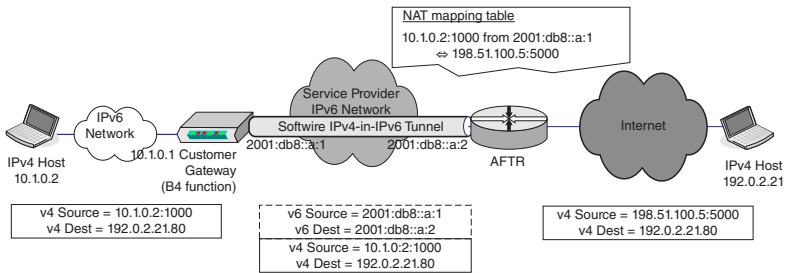 NAT mapping table
10.1.0.2:1000 from 2001:db8::a:1
⇔ 198.51.100.5:5000
Service Provider
IPv6 Network
IPv6
Network
Softwire IPv4-in-IPv6 Tunnel
Internet
10.1.0.1 Customer
Gateway
(B4 function)
2001:db8::a:1
2001:db8::a:2
AFTR
IPv4 Host
10.1.0.2
IPv4 Host
192.0.2.21
v4 Source = 10.1.0.2:1000
v4 Dest = 192.0.2.21.80
v6 Source = 2001:db8::a:1
v6 Dest = 2001:db8::a:2
v4 Source = 10.1.0:2:1000
v4 Dest = 192.0.2.21.80
v4 Source = 198.51.100.5:5000
v4 Dest = 192.0.2.21.80